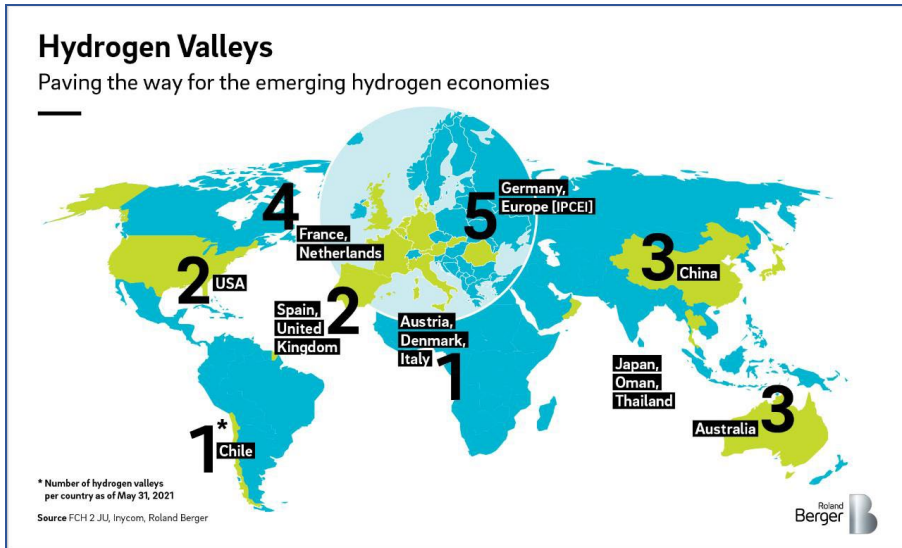 Hydrogen Valleys
Paving the way for the emerging hydrogen economies
4
France,
Netherlands
5
Germany,
Europe [IPCEI]
2
USA
3
China
Spain,
United
Kingdom
2
Austria,
Denmark,
Italy
1
Japan,
Oman,
Thailand
3
Australia
1*
Chile
* Number of hydrogen valleys
per country as of May 31, 2021
Source FCH 2 JU, Inycom, Roland Berger
Roland
Berger
B